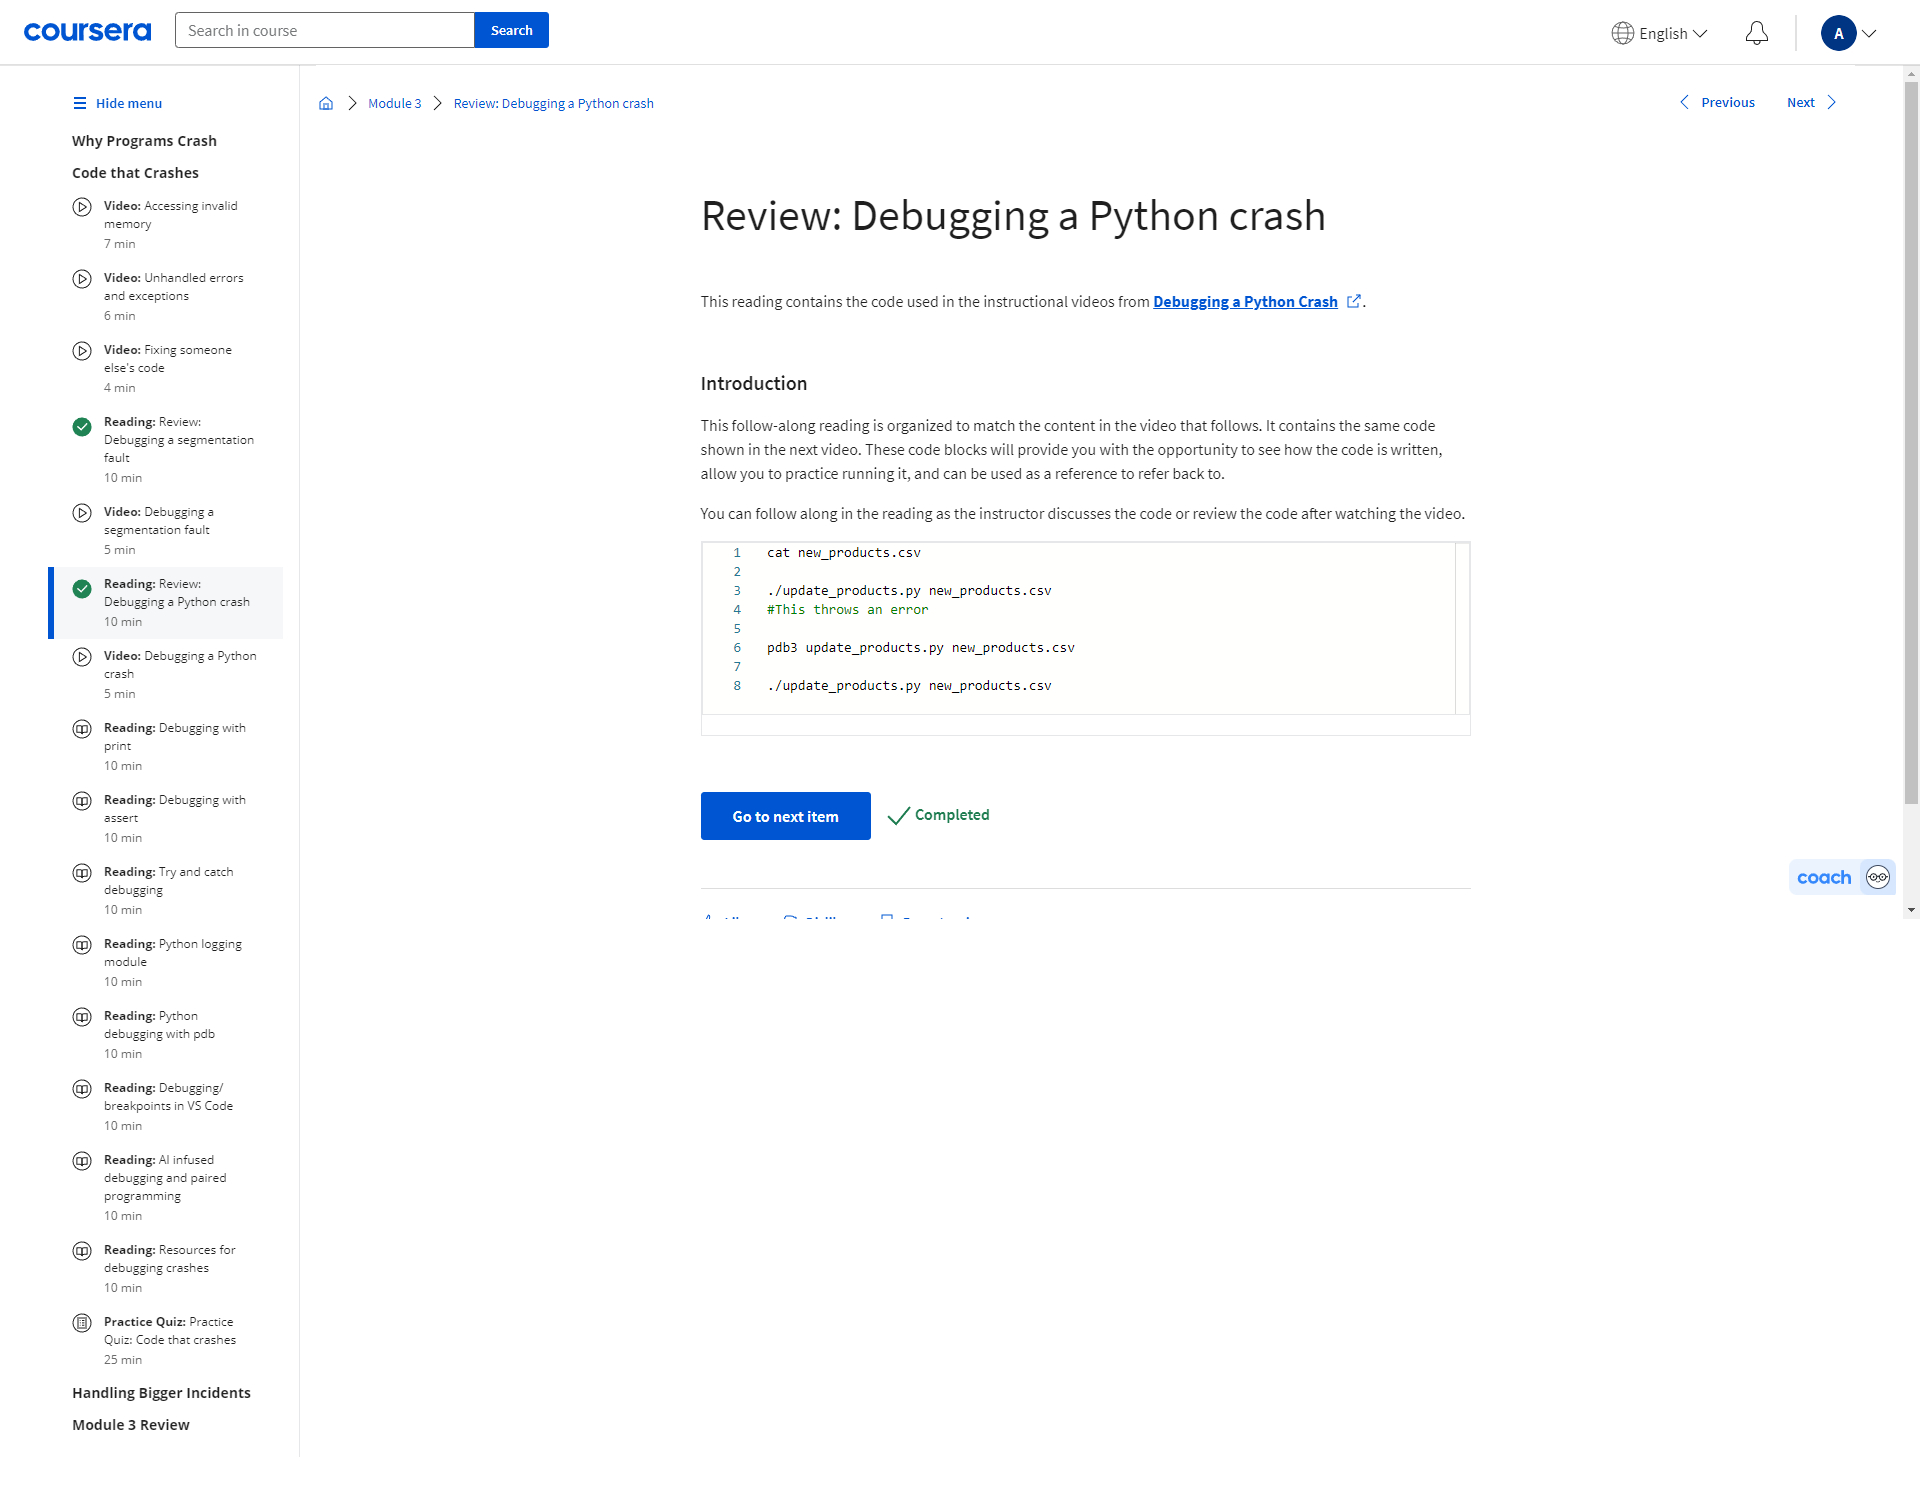 coursera
Search in course
Search
English
A
Hide menu
Why Programs Crash
Code that Crashes
Video: Accessing invalid
memory
7 min
Video: Unhandled errors
and exceptions
6 min
Video: Fixing someone
else's code
4 min
Reading: Review:
Debugging a segmentation
fault
10 min
Video: Debugging a
segmentation fault
5 min
Reading: Review:
Debugging a Python crash
10 min
Video: Debugging a Python
crash
5 min
Reading: Debugging with
print
10 min
Reading: Debugging with
assert
10 min
Reading: Try and catch
debugging
10 min
Reading: Python logging
module
10 min
Reading: Python
debugging with pdb
10 min
Reading: Debugging/
breakpoints in VS Code
10 min
Reading: AI infused
debugging and paired
programming
10 min
Reading: Resources for
debugging crashes
10 min
Practice Quiz: Practice
Quiz: Code that crashes
25 min
Handling Bigger Incidents
Module 3 Review
Module 3
Review: Debugging a Python crash
Previous
Next
Review: Debugging a Python crash
This reading contains the code used in the instructional videos from Debugging a Python Crash.
Introduction
This follow-along reading is organized to match the content in the video that follows. It contains the same code
shown in the next video. These code blocks will provide you with the opportunity to see how the code is written,
allow you to practice running it, and can be used as a reference to refer back to.
You can follow along in the reading as the instructor discusses the code or review the code after watching the video.
1 cat new_products.csv
2
3 ./update_products.py new_products.csv
4 #This throws an error
5
6 pdb3 update_products.py new_products.csv
7
8 ./update_products.py new_products.csv
Go to next item
Completed
coach